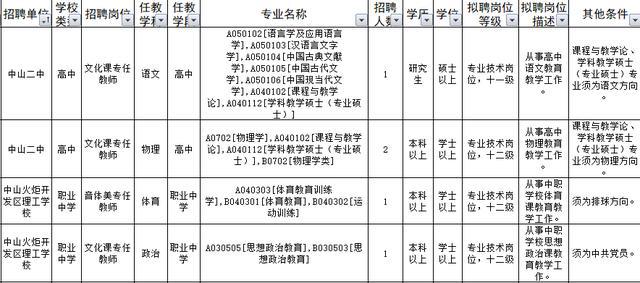 招聘单位 学校类 招聘岗位 任教学科 任教学段 专业名称 招聘人数 学历 学位 拟聘岗位等级 拟聘岗位描述 其他条件
中山二中 高中 文化课专任教师 语文 高中 A050102[语言学及应用语言学],A050103[汉语言文字学],A050104[中国古典文献学],A050105[中国古代文学],A050106[中国现当代文学],A040102[课程与教学论],A040112[学科教学硕士（专业硕士）] 1 研究生 硕士以上 专业技术岗位，十一级 从事高中语文教育教学工作。 课程与教学论、学科教学硕士（专业硕士）专业须为语文方向。
中山二中 高中 文化课专任教师 物理 高中 A0702[物理学],A040102[课程与教学论],A040112[学科教学硕士（专业硕士）],B0702[物理学类] 2 本科以上 学士以上 专业技术岗位，十二级 从事高中物理教育教学工作。 课程与教学论、学科教学硕士（专业硕士）专业须为物理方向。
中山火炬开发区理工学校 职业中学 音体美专任教师 体育 职业中学 A040303[体育教育训练学],B040301[体育教育],B040302[运动训练] 1 本科以上 学士以上 专业技术岗位，十二级 从事中职学校体育课教育教学工作。 须为排球方向。
中山火炬开发区理工学校 职业中学 文化课专任教师 政治 职业中学 A030505[思想政治教育],B030503[思想政治教育] 1 本科以上 学士以上 专业技术岗位，十二级 从事中职学校思想政治课教育教学工作。 须为中共党员。